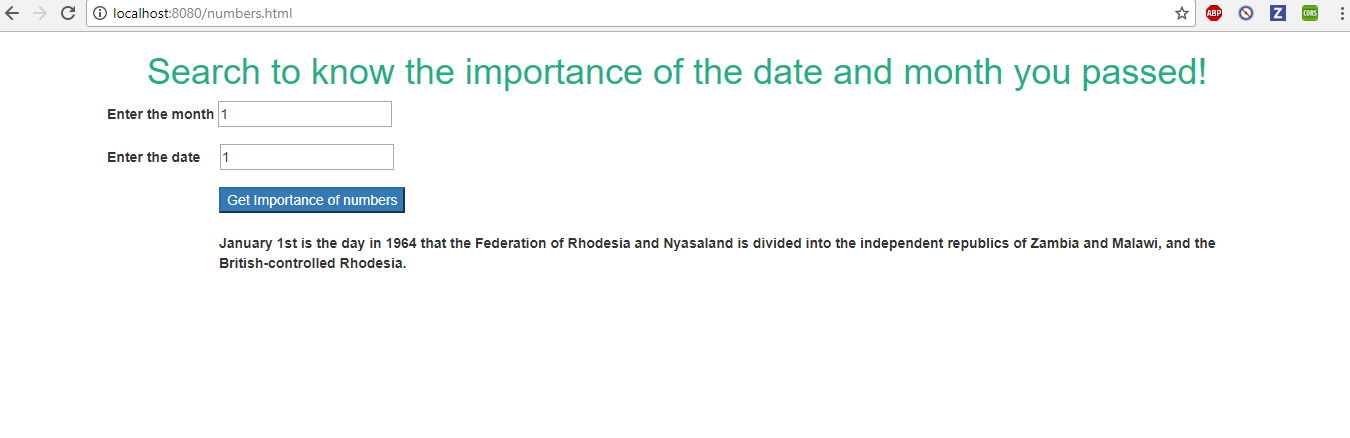 localhost:8080/numbers.html
ABP
Z
CORS
Search to know the importance of the date and month you passed!
Enter the month 1
Enter the date 1
Get Importance of numbers
January 1st is the day in 1964 that the Federation of Rhodesia and Nyasaland is divided into the independent republics of Zambia and Malawi, and the
British-controlled Rhodesia.